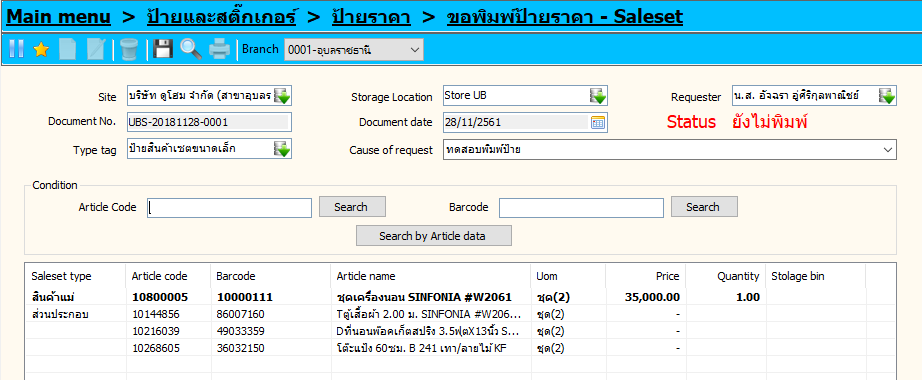 Main menu > ป้ายและสติ๊กเกอร์ > ป้ายราคา > ขอพิมพ์ป้ายราคา - Saleset
Branch 0001-อุบลราชธานี
Site บริษัท ดูโฮม จำกัด (สาขาอุบลร Storage Location Store UB Requester น.ส. อัจฉรา อู่ศิริกุลพาณิชย์
Document No. UBS-20181128-0001 Document date 28/11/2561 Status ยังไม่พิมพ์
Type tag ป้ายสินค้าเซตขนาดเล็ก Cause of request ทดสอบพิมพ์ป้าย
Condition
Article Code Search Barcode Search
Search by Article data
Saleset type Article code Barcode Article name Uom Price Quantity Stolage bin
สินค้าแม่ 10800005 10000111 ชุดเครื่องนอน SINFONIA #W2061 ชุด(2) 35,000.00 1.00
ส่วนประกอบ 10144856 86007160 Tตู้เสื้อผ้า 2.00 ม. SINFONIA #W206... ชุด(2) -
10216039 49033359 Dที่นอนพ๊อคเก็ตสปริง 3.5ฟุตX13นิ้ว S... ชุด(2) -
10268605 36032150 โต๊ะแป้ง 60ซม. B 241 เทา/ลายไม้ KF ชุด(2) -